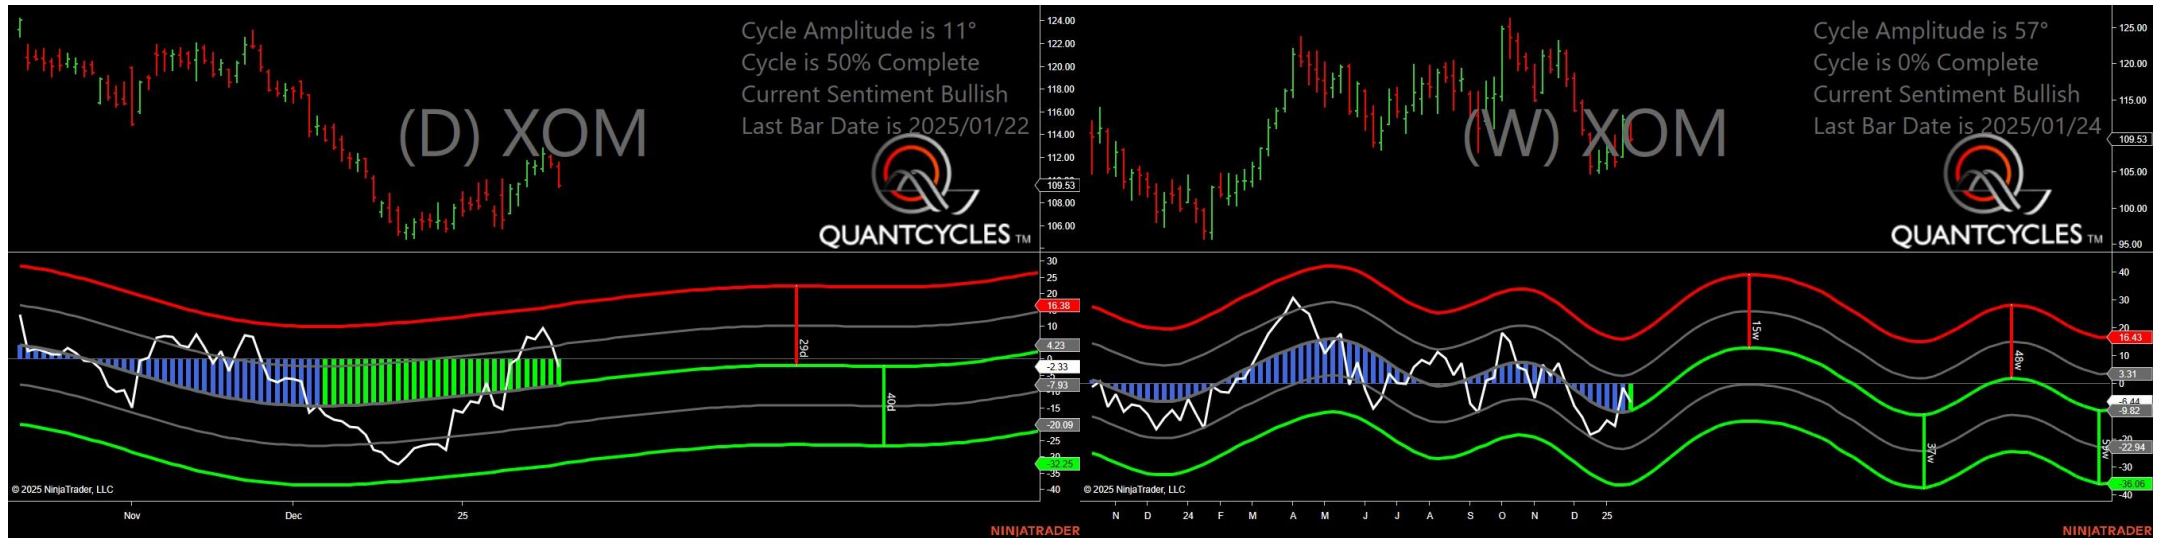 Cycle Amplitude is 11°
Cycle is 50% Complete
Current Sentiment Bullish
Last Bar Date is 2025/01/22
(D) XOM
QUANTCYCLES TM
124.00
122.00
120.00
118.00
116.00
114.00
112.00
109.53
108.00
106.00
30
25
20
16.38
10
4.23
-2.33
-7.93
-15
-20.09
-25
-32.25
-35
-40
29d
40d
© 2025 NinjaTrader, LLC
Nov
Dec
25
NINJATRADER
Cycle Amplitude is 57°
Cycle is 0% Complete
Current Sentiment Bullish
Last Bar Date is 2025/01/24
(W) XOM
QUANTCYCLES TM
125.00
120.00
115.00
109.53
105.00
100.00
95.00
40
30
20
16.43
10
3.31
0
-6.44
-9.82
-22.94
-30
-36.06
-40
15w
37w
48w
© 2025 NinjaTrader, LLC
N D 24 F M A M J J A S O N D 25
NINJATRADER